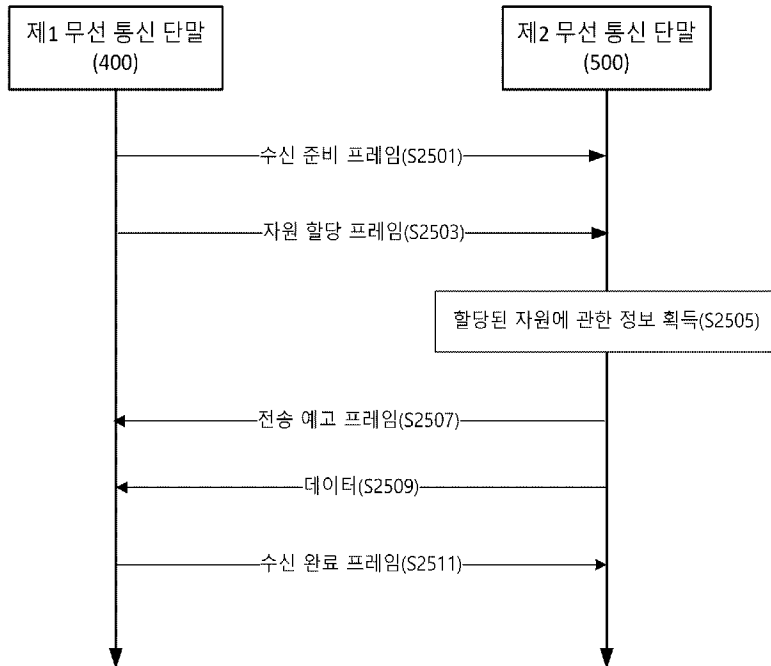 제1 무선 통신 단말
(400)
제2 무선 통신 단말
(500)
수신 준비 프레임(S2501)
자원 할당 프레임(S2503)
할당된 자원에 관한 정보 획득(S2505)
전송 예고 프레임(S2507)
데이터(S2509)
수신 완료 프레임(S2511)